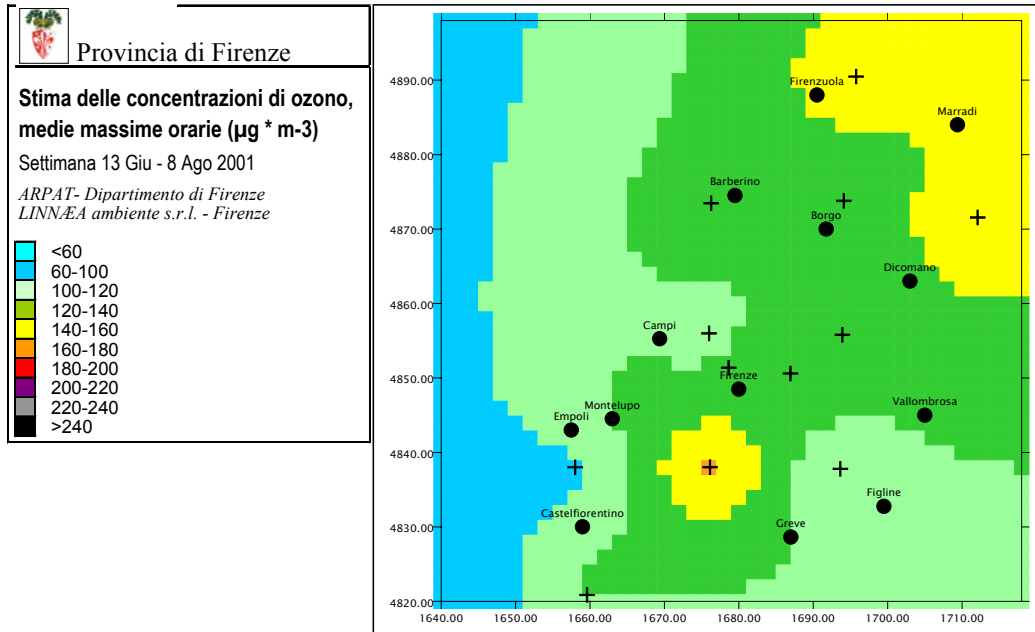 Provincia di Firenze
Stima delle concentrazioni di ozono,
medie massime orarie (µg * m-3)
Settimana 13 Giu - 8 Ago 2001
ARPAT- Dipartimento di Firenze
LINNÆA ambiente s.r.l. - Firenze
<60
60-100
100-120
120-140
140-160
160-180
180-200
200-220
220-240
>240
4890.00
4880.00
4870.00
4860.00
4850.00
4840.00
4830.00
4820.00
1640.00 1650.00 1660.00 1670.00 1680.00 1690.00 1700.00 1710.00
Firenzuola
Marradi
Barberino
Borgo
Dicomano
Campi
Firenze
Vallombrosa
Montelupo
Empoli
Figline
Castelfiorentino
Greve